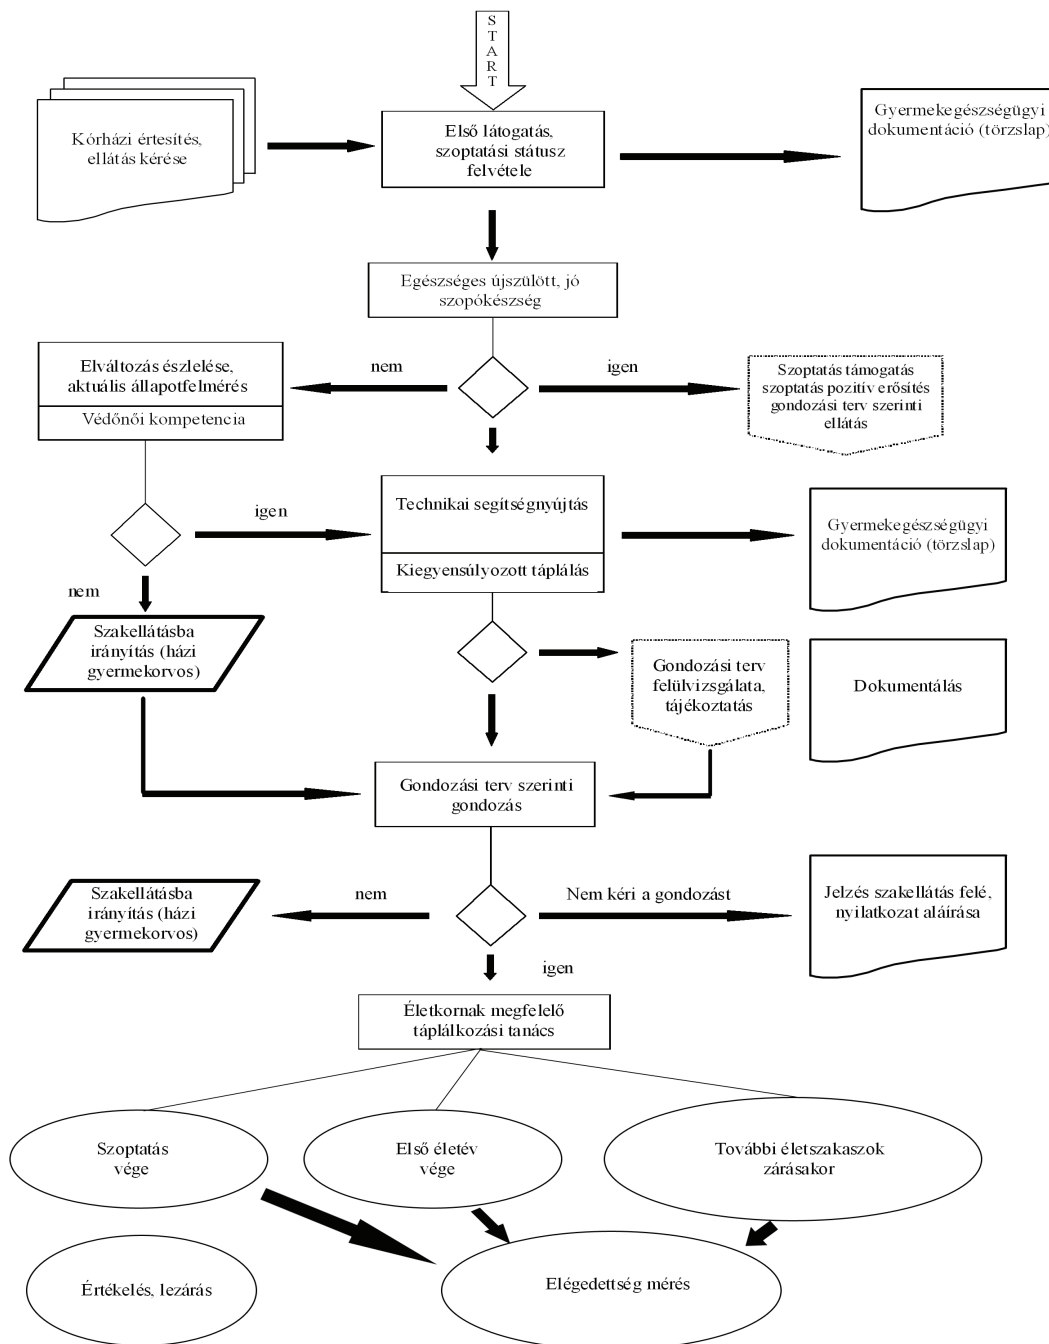 START
Kórházi értesítés,
ellátás kérése
Első látogatás,
szoptatási státusz
felvétele
Gyermekegészségügyi
dokumentáció (törzslap)
Egészséges újszülött, jó
szopókészség
Elváltozás észlelése,
aktuális állapotfelmérés
Védőnői kompetencia
nem
igen
Szoptatás támogatás
szoptatás pozitív erősítés
gondozási terv szerinti
ellátás
igen
Technikai segítségnyújtás
Kiegyensúlyozott táplálás
Gyermekegészségügyi
dokumentáció (törzslap)
nem
Szakellátásba
irányítás (házi
gyermekorvos)
Gondozási terv
felülvizsgálata,
tájékoztatás
Dokumentálás
Gondozási terv szerinti
gondozás
Szakellátásba
irányítás (házi
gyermekorvos)
nem
Nem kéri a gondozást
Jelzés szakellátás felé,
nyilatkozat aláírása
igen
Életkornak megfelelő
táplálkozási tanács
Szoptatás
vége
Első életév
vége
További életszakaszok
zárásakor
Értékelés, lezárás
Elégedettség mérés